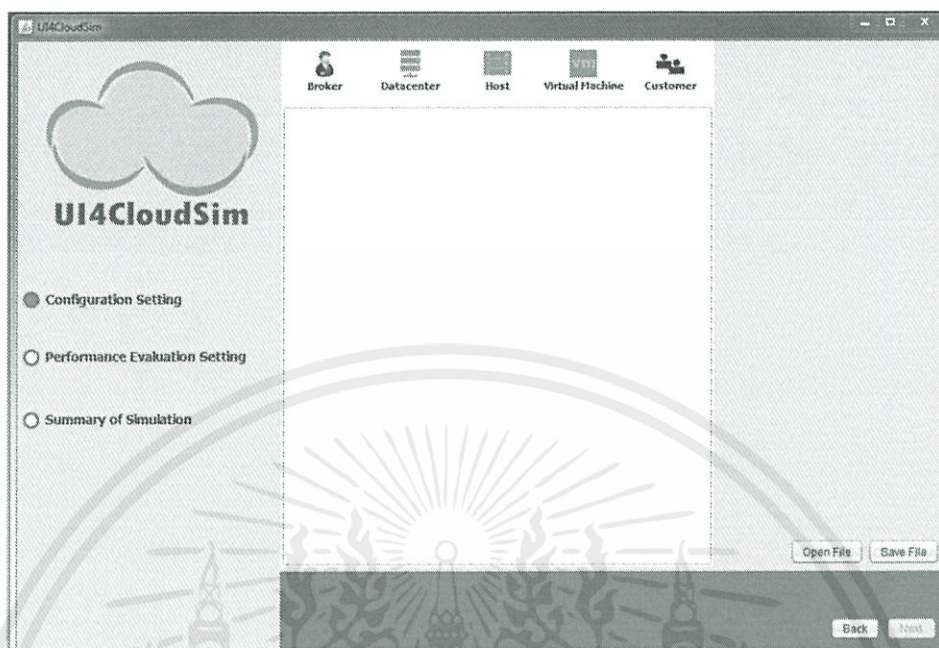 UI4CloudSim
Broker
Datacenter
Host
vm
Virtual Machine
Customer
UI4CloudSim
Configuration Setting
Performance Evaluation Setting
Summary of Simulation
Open File
Save File
Back
Next